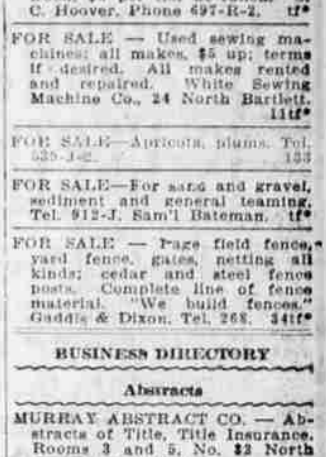 C. Hoover, Phone 697-R-2. tf*
FOR SALE — Used sewing ma-
chines; all makes, $5 up; terms
if desired. All makes rented
and repaired. White Sewing
Machine Co., 24 North Bartlett.
11tf*
FOR SALE—Apricots, plums. Tel.
535-J-2. 133
FOR SALE—For sand and gravel,
sediment and general teaming.
Tel. 912-J. Sam'l Bateman. tf*
FOR SALE — Page field fence,
yard fence, gates, netting all
kinds; cedar and steel fence
posts. Complete line of fence
material. "We build fences."
Gaddis & Dixon, Tel. 268. 34tf*
BUSINESS DIRECTORY
Abstracts
MURRAY ABSTRACT CO. — Ab-
stracts of Title, Title Insurance.
Rooms 3 and 5, No. 32 North